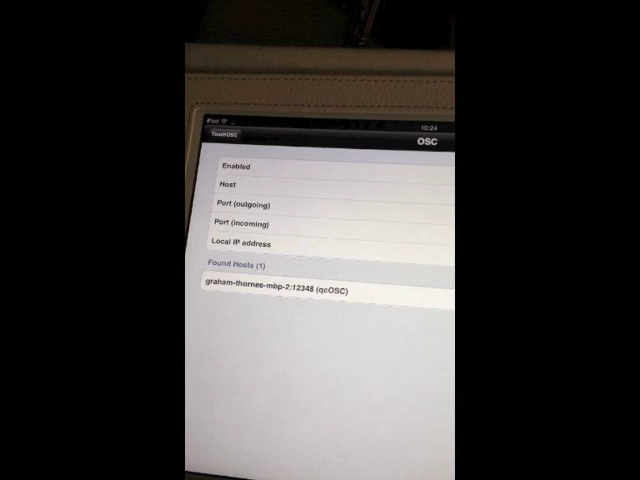 iPad
10:24
TouchOSC
OSC
Enabled
Host
Port (outgoing)
Port (incoming)
Local IP address
Found Hosts (1)
graham-thornes-mbp-2:12348 (qcOSC)